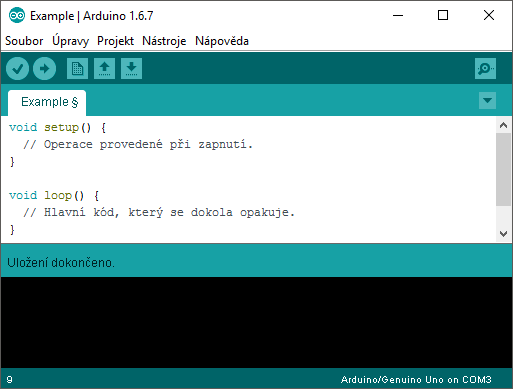 Example | Arduino 1.6.7
Soubor Úpravy Projekt Nástroje Nápověda
Example §
void setup() {
// Operace provedené při zapnutí.
}
void loop() {
// Hlavní kód, který se dokola opakuje.
}
Uložení dokončeno.
9 Arduino/Genuino Uno on COM3